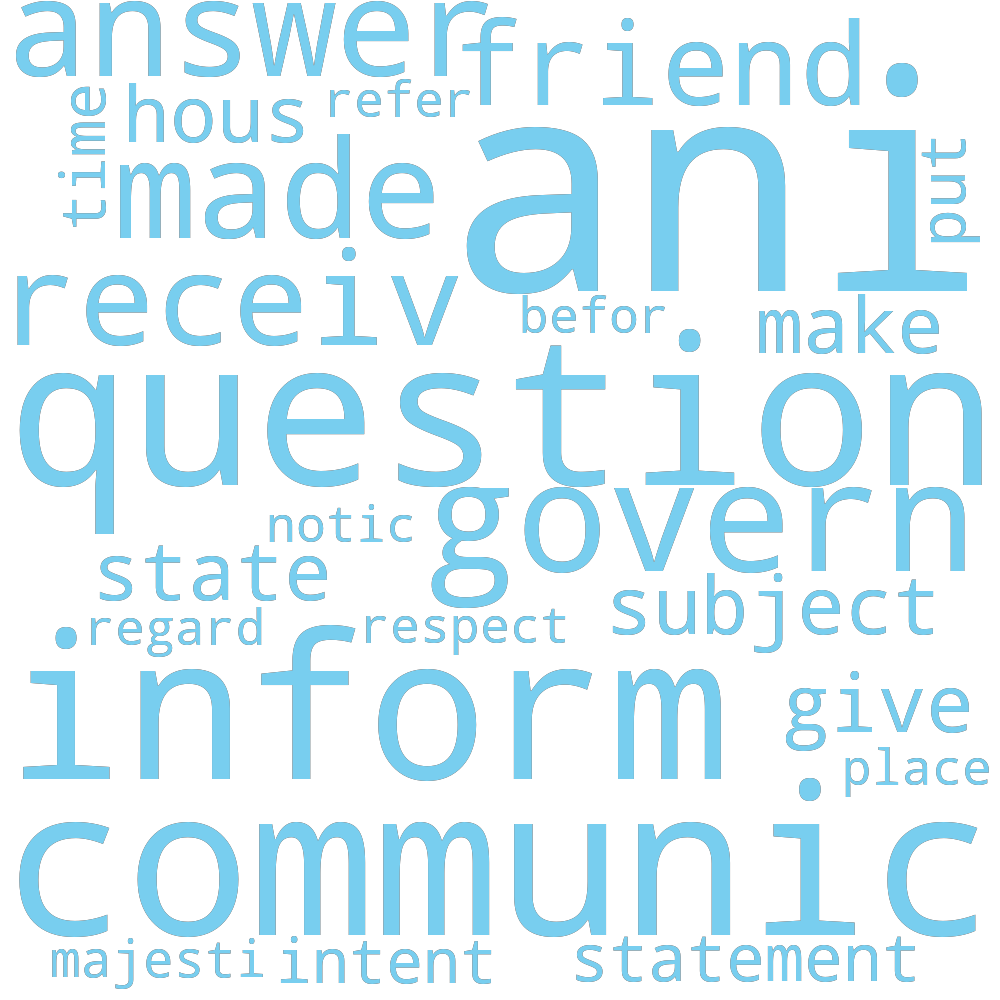 answer
friend
time
hous
refer
ani
made
put
receiv
befor
make
question
notic
govern
state
subject
regard
respect
inform
give
place
communic
majesti
intent
statement